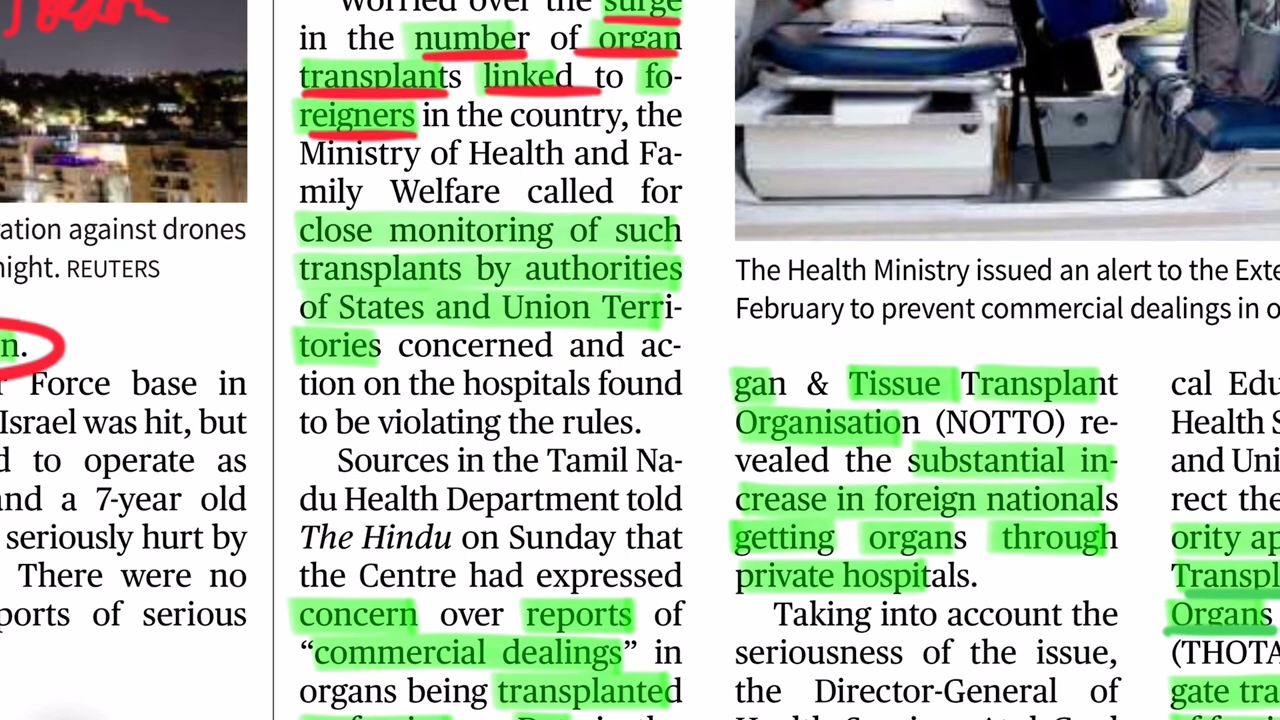 ation against drones
night. REUTERS
n.
Force base in
Israel was hit, but
to operate as
and a 7-year old
seriously hurt by
There were no
ports of serious
Worried over the surge
in the number of organ
transplants linked to fo-
reigners in the country, the
Ministry of Health and Fa-
mily Welfare called for
close monitoring of such
transplants by authorities
of States and Union Terri-
tories concerned and ac-
tion on the hospitals found
to be violating the rules.
Sources in the Tamil Na-
du Health Department told
The Hindu on Sunday that
the Centre had expressed
concern over reports of
“commercial dealings” in
organs being transplanted
The Health Ministry issued an alert to the Exte
February to prevent commercial dealings in o
gan & Tissue Transplant
Organisation (NOTTO) re-
vealed the substantial in-
crease in foreign nationals
getting organs through
private hospitals.
Taking into account the
seriousness of the issue,
the Director-General of
cal Edu
Health S
and Uni
rect the
ority ap
Transpl
Organs
(THOTA
gate tra